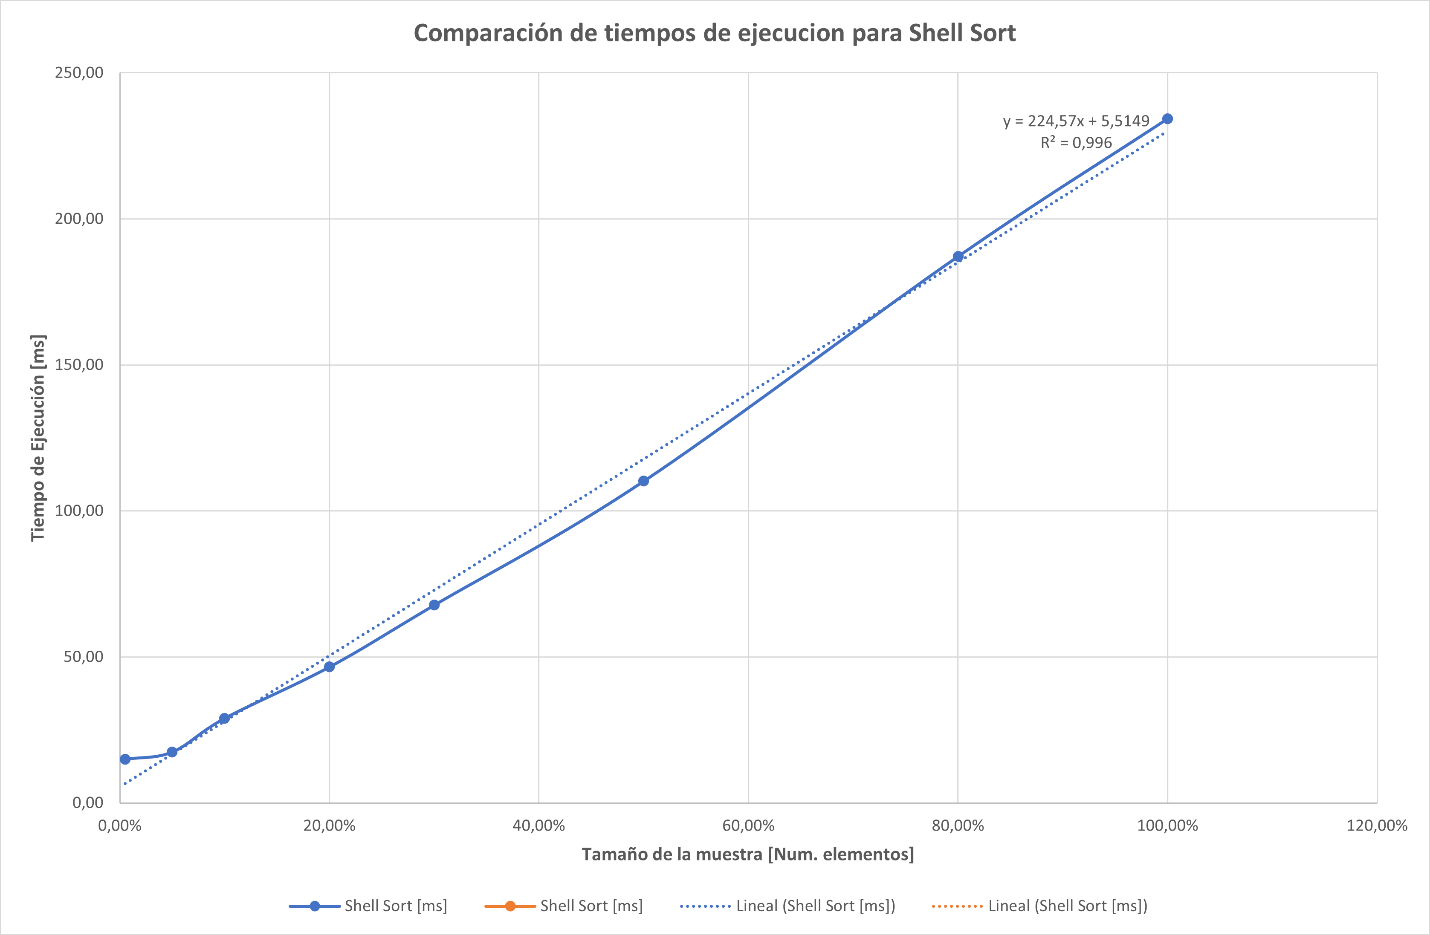 Comparación de tiempos de ejecucion para Shell Sort
250,00
200,00
150,00
100,00
50,00
0,00
Tiempo de Ejecución [ms]
y = 224,57x + 5,5149
R² = 0,996
0,00%
20,00%
40,00%
60,00%
80,00%
100,00%
120,00%
Tamaño de la muestra [Num. elementos]
Shell Sort [ms]
Shell Sort [ms]
Lineal (Shell Sort [ms])
Lineal (Shell Sort [ms])